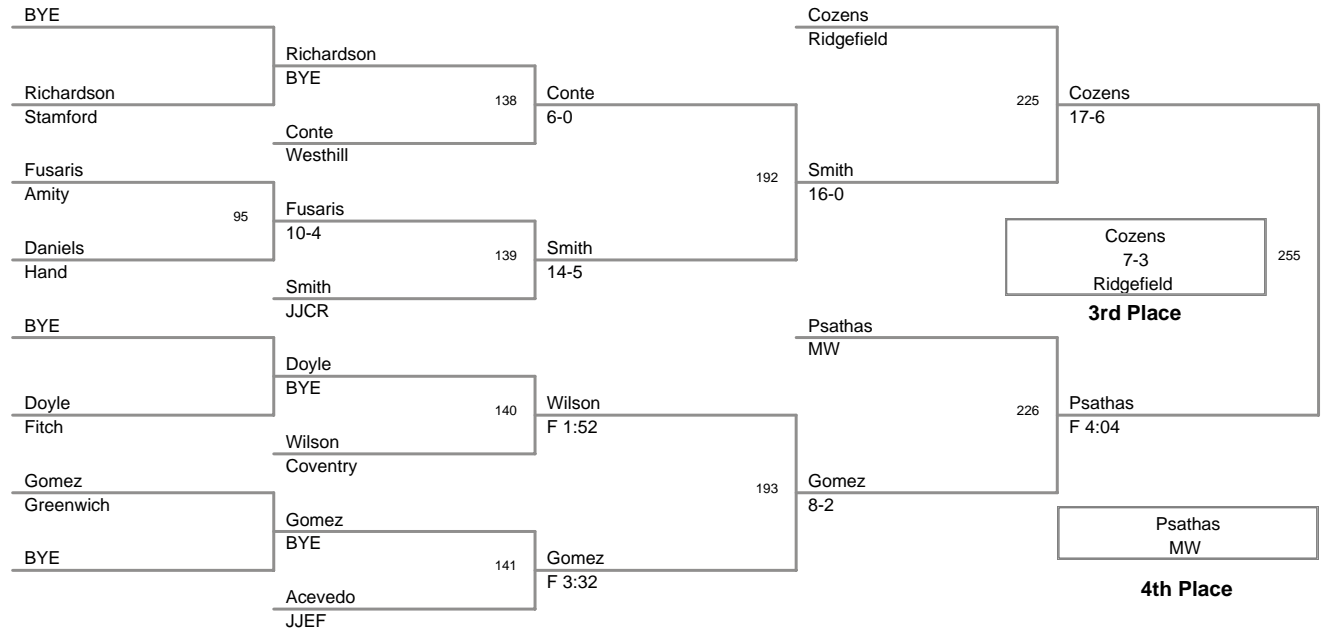 BYE
Richardson
Stamford
Fusaris
Amity
95
Daniels
Hand
BYE
Doyle
Fitch
Gomez
Greenwich
BYE
Richardson
BYE
138
Conte
Westhill
Fusaris
10-4
139
Smith
JJCR
Doyle
BYE
140
Wilson
Coventry
Gomez
BYE
141
Acevedo
JJEF
Conte
6-0
192
Smith
14-5
Wilson
F 1:52
193
Gomez
F 3:32
Cozens
Ridgefield
225
Smith
16-0
Psathas
MW
226
Gomez
8-2
Cozens
17-6
Cozens
7-3
Ridgefield
255
3rd Place
Psathas
F 4:04
Psathas
MW
4th Place